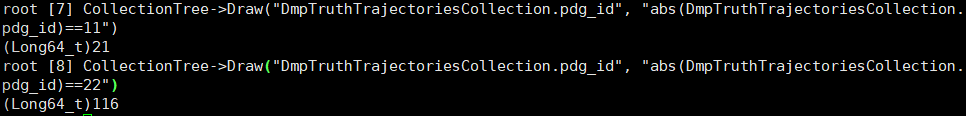 root [7] CollectionTree->Draw("DmpTruthTrajectoriesCollection.pdg_id", "abs(DmpTruthTrajectoriesCollection.
pdg_id)==11")
(Long64_t)21
root [8] CollectionTree->Draw("DmpTruthTrajectoriesCollection.pdg_id", "abs(DmpTruthTrajectoriesCollection.
pdg_id)==22")
(Long64_t)116